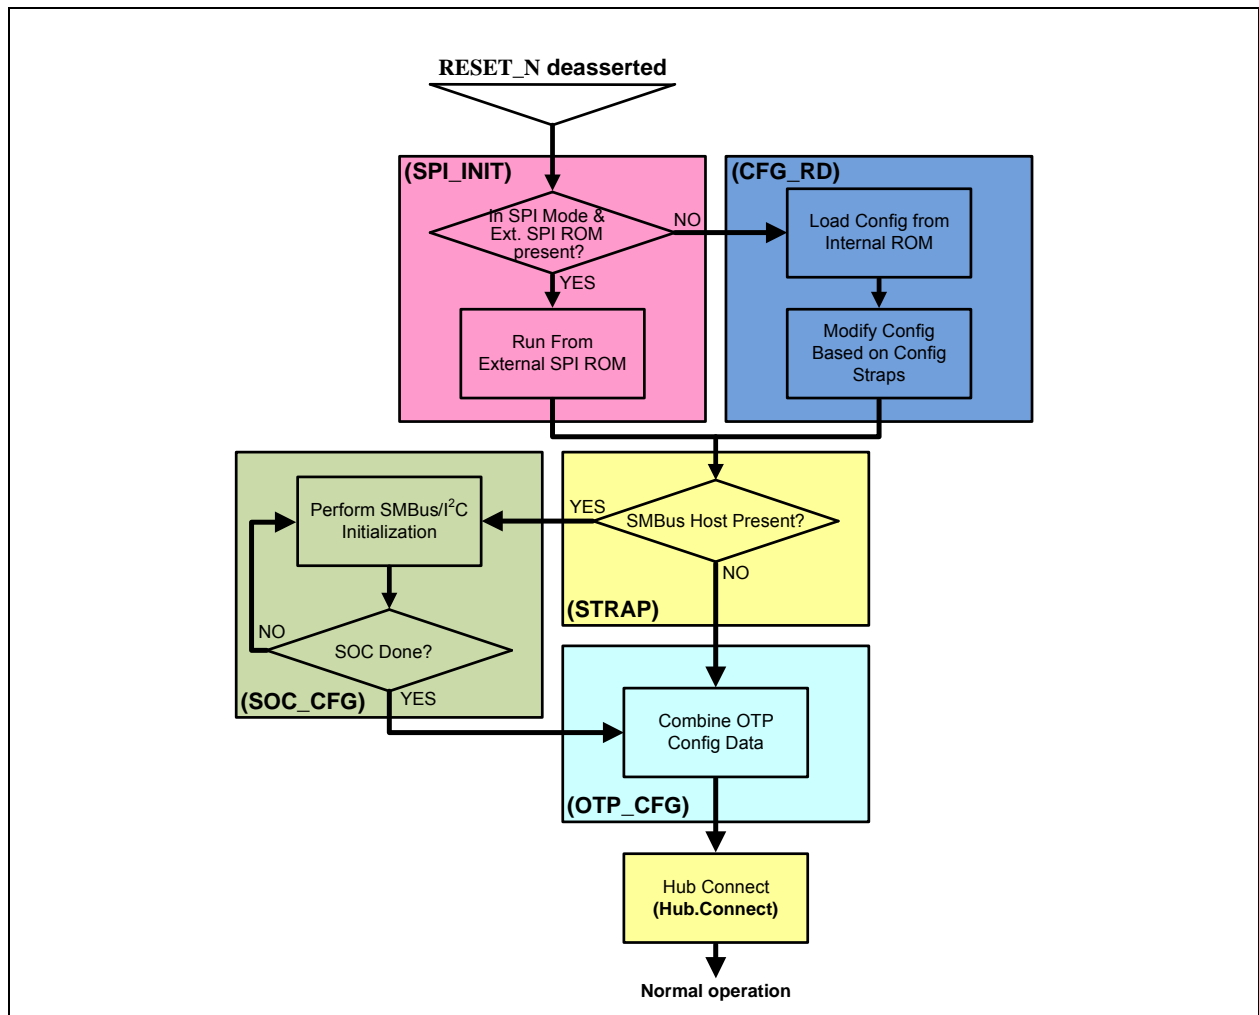 RESET_N deasserted
(SPI_INIT)
In SPI Mode &
Ext. SPI ROM
present?
NO
YES
Run From
External SPI ROM
(CFG_RD)
Load Config from
Internal ROM
Modify Config
Based on Config
Straps
SMBus Host Present?
YES
NO
(STRAP)
Perform SMBus/I²C
Initialization
SOC Done?
NO
YES
(SOC_CFG)
Combine OTP
Config Data
(OTP_CFG)
Hub Connect
(Hub.Connect)
Normal operation